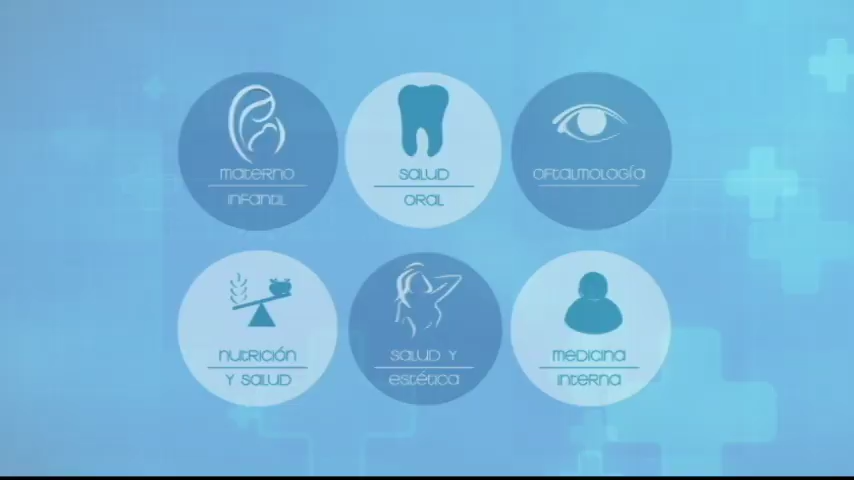 MATERNO
INFANTIL
SALUD
ORAL
OFTALMOLOGÍA
NUTRICIÓN
Y SALUD
SALUD Y
ESTÉTICA
MEDICINA
INTERNA